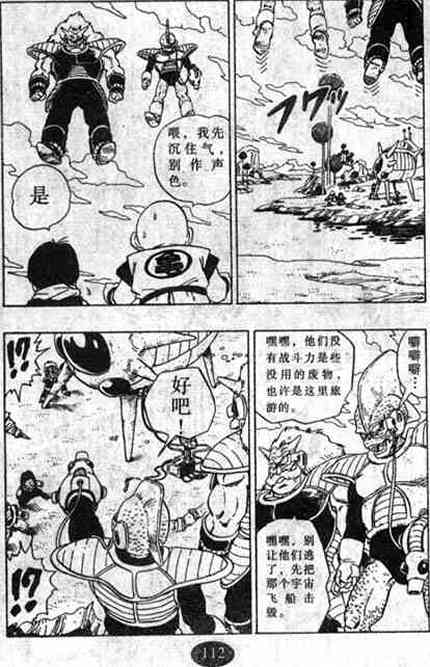 フワッ
喂，我先
沉住气，
别作声
色。
是
亀
嘿嘿，他们没
有战斗力是些
没用的废物，
也许是这里旅
游的。
嘿嘿，别
让他们逃
了，先把
那个宇宙
飞船击
毁。
好吧！
!?
!?
112